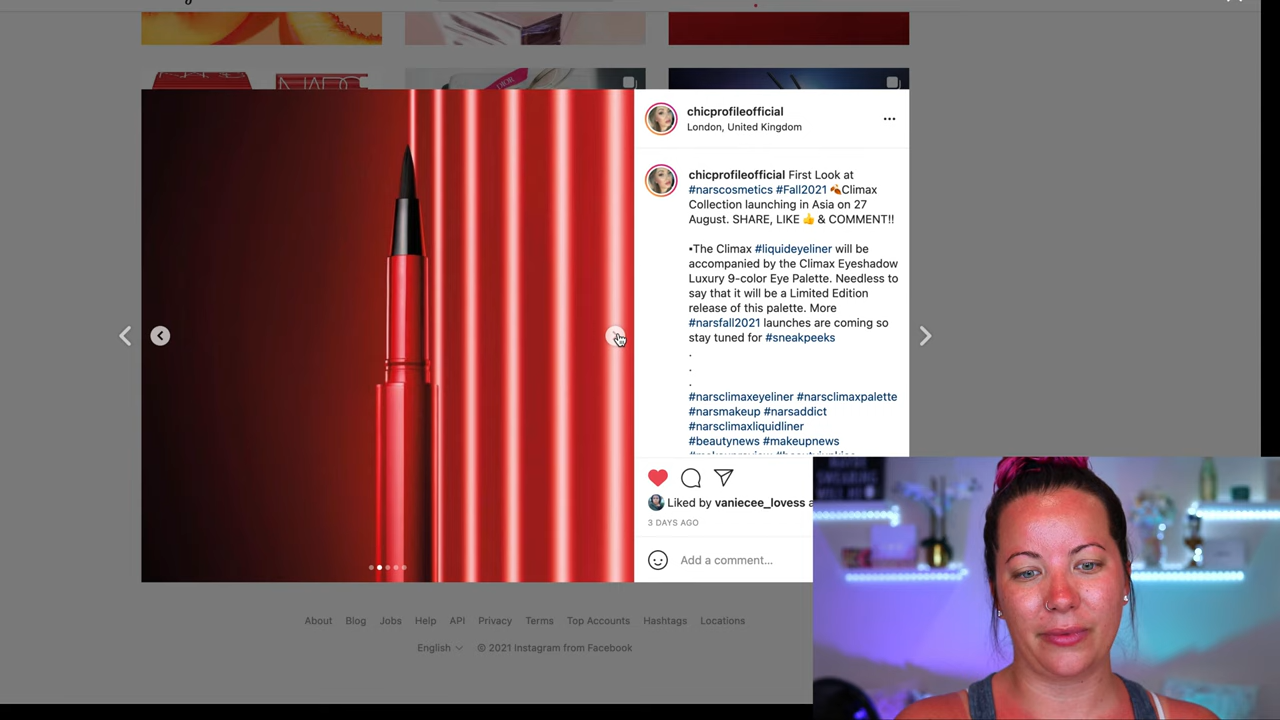 NARS
NARS
chicprofileofficial
London, United Kingdom
chicprofileofficial First Look at
#narscosmetics #Fall2021 🍂Climax
Collection launching in Asia on 27
August. SHARE, LIKE 👍 & COMMENT!!
▪The Climax #liquideyeliner will be
accompanied by the Climax Eyeshadow
Luxury 9-color Eye Palette. Needless to
say that it will be a Limited Edition
release of this palette. More
#narsfall2021 launches are coming so
stay tuned for #sneakpeeks
.
.
.
#narsclimaxeyeliner #narsclimaxpalette
#narsmakeup #narsaddict
#narsclimaxliquidliner
#beautynews #makeupnews
Liked by vaniecee_lovess a
3 DAYS AGO
Add a comment...
About Blog Jobs Help API Privacy Terms Top Accounts Hashtags Locations
English © 2021 Instagram from Facebook